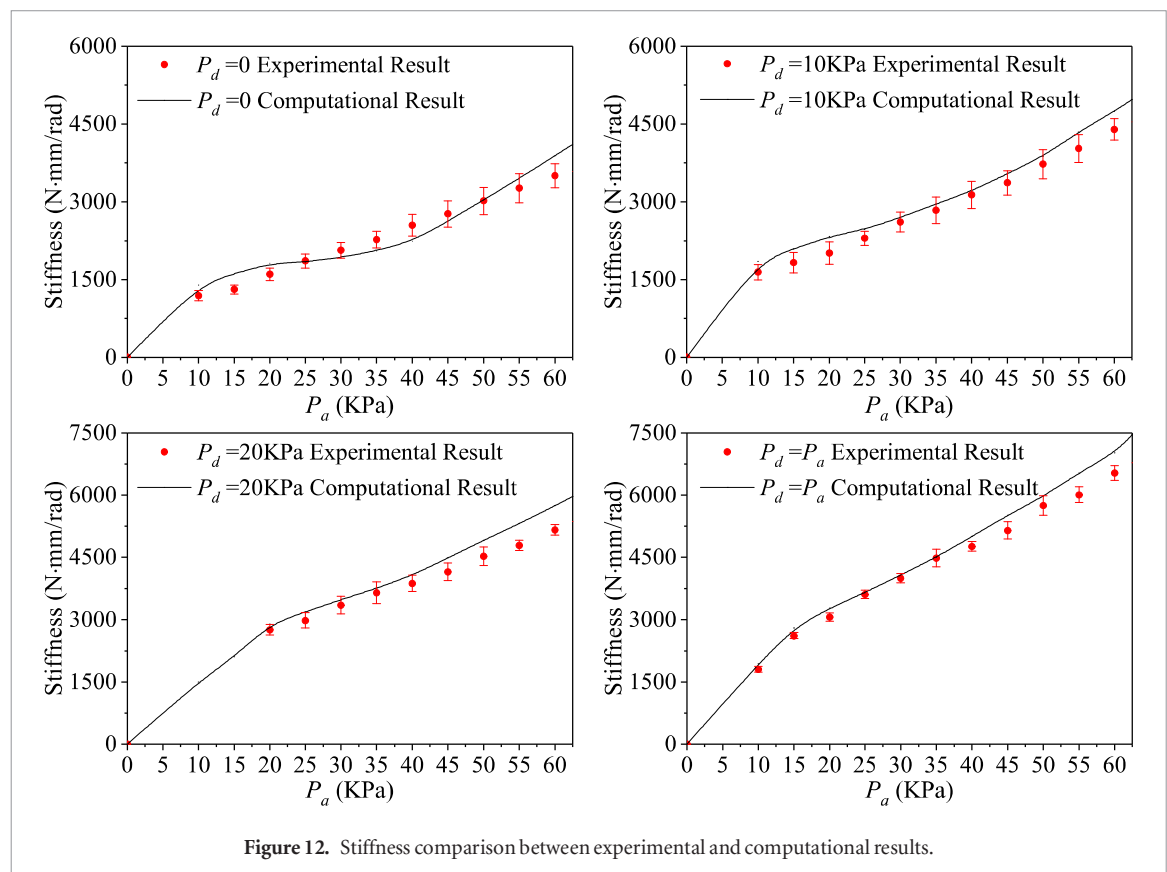 6000
4500
3000
1500
0
Stiffness (N·mm/rad)
P_d =0 Experimental Result
P_d =0 Computational Result
0 5 10 15 20 25 30 35 40 45 50 55 60
P_a (KPa)
6000
4500
3000
1500
0
Stiffness (N·mm/rad)
P_d =10KPa Experimental Result
P_d =10KPa Computational Result
0 5 10 15 20 25 30 35 40 45 50 55 60
P_a (KPa)
7500
6000
4500
3000
1500
0
Stiffness (N·mm/rad)
P_d =20KPa Experimental Result
P_d =20KPa Computational Result
0 5 10 15 20 25 30 35 40 45 50 55 60
P_a (KPa)
7500
6000
4500
3000
1500
0
Stiffness (N·mm/rad)
P_d =P_a Experimental Result
P_d =P_a Computational Result
0 5 10 15 20 25 30 35 40 45 50 55 60
P_a (KPa)
Figure 12. Stiffness comparison between experimental and computational results.